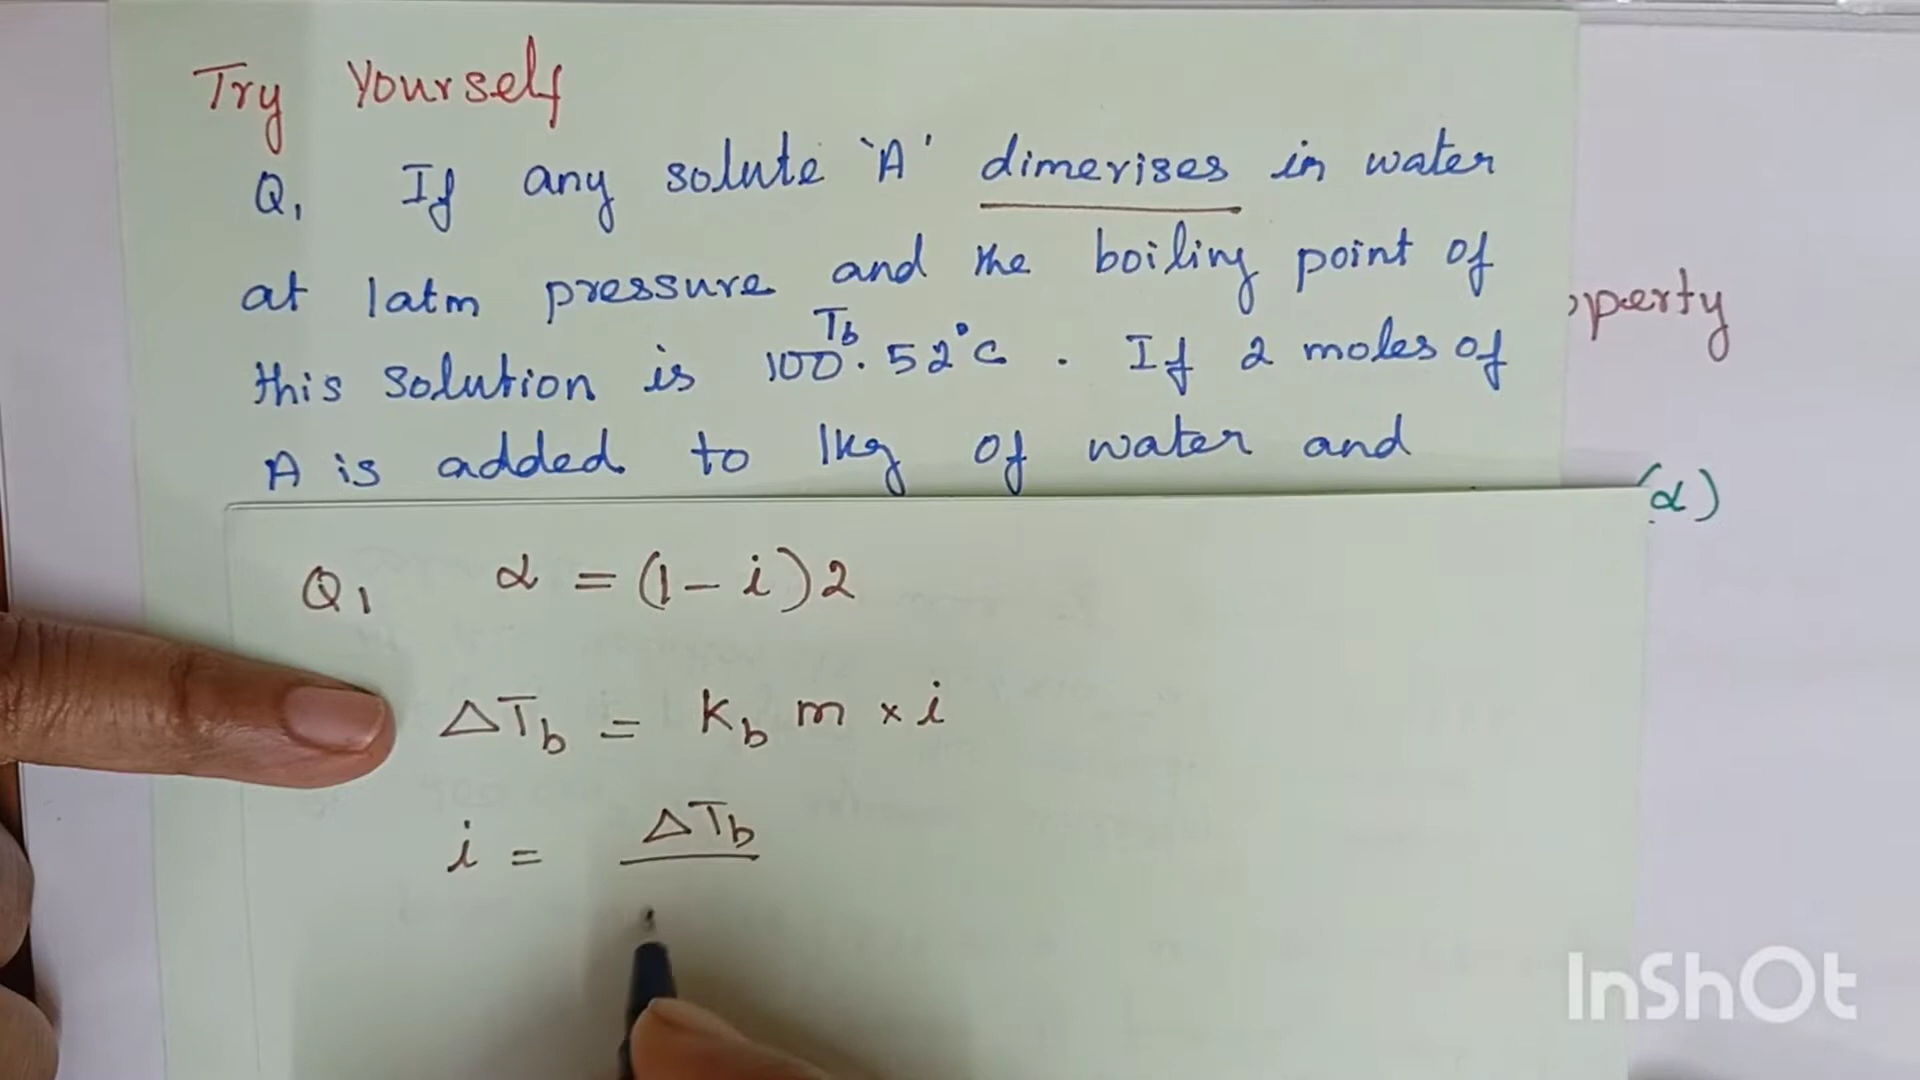 Try Yourself
Q1 If any solute 'A' dimerises in water
at 1atm pressure and the boiling point of
Tb
this solution is 100.52°C. If 2 moles of
A is added to 1kg of water and
operty
(α)
Q1 α = (1 - i)2
ΔTb = Kb m × i
i = ΔTb
InShOt